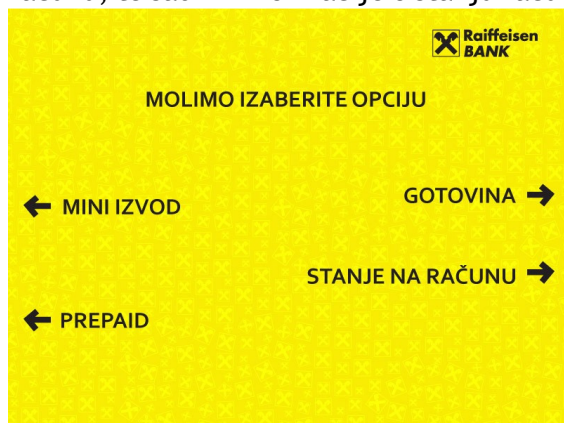 Raiffeisen
BANK
MOLIMO IZABERITE OPCIJU
MINI IZVOD
GOTOVINA
STANJE NA RAČUNU
PREPAID